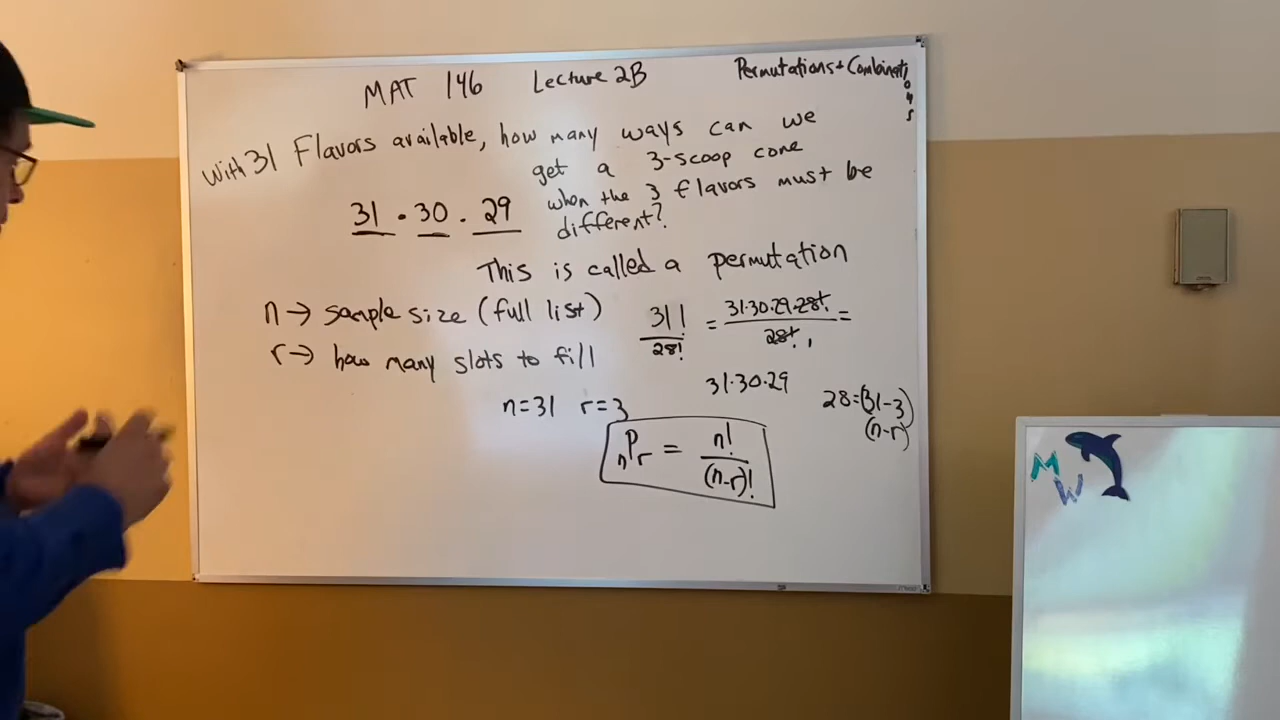 MAT 146 Lecture 2B Permutations + Combinations
With 31 Flavors available, how many ways can we
get a 3-scoop cone
when the 3 flavors must be
different?
31 · 30 · 29
This is called a permutation
n → sample size (full list)
r → how many slots to fill
31! / 28! = 31·30·29·28! / 28! =
31·30·29
n=31 r=3
28=(31-3)
(n-r)
nPr = n! / (n-r)!
M
W